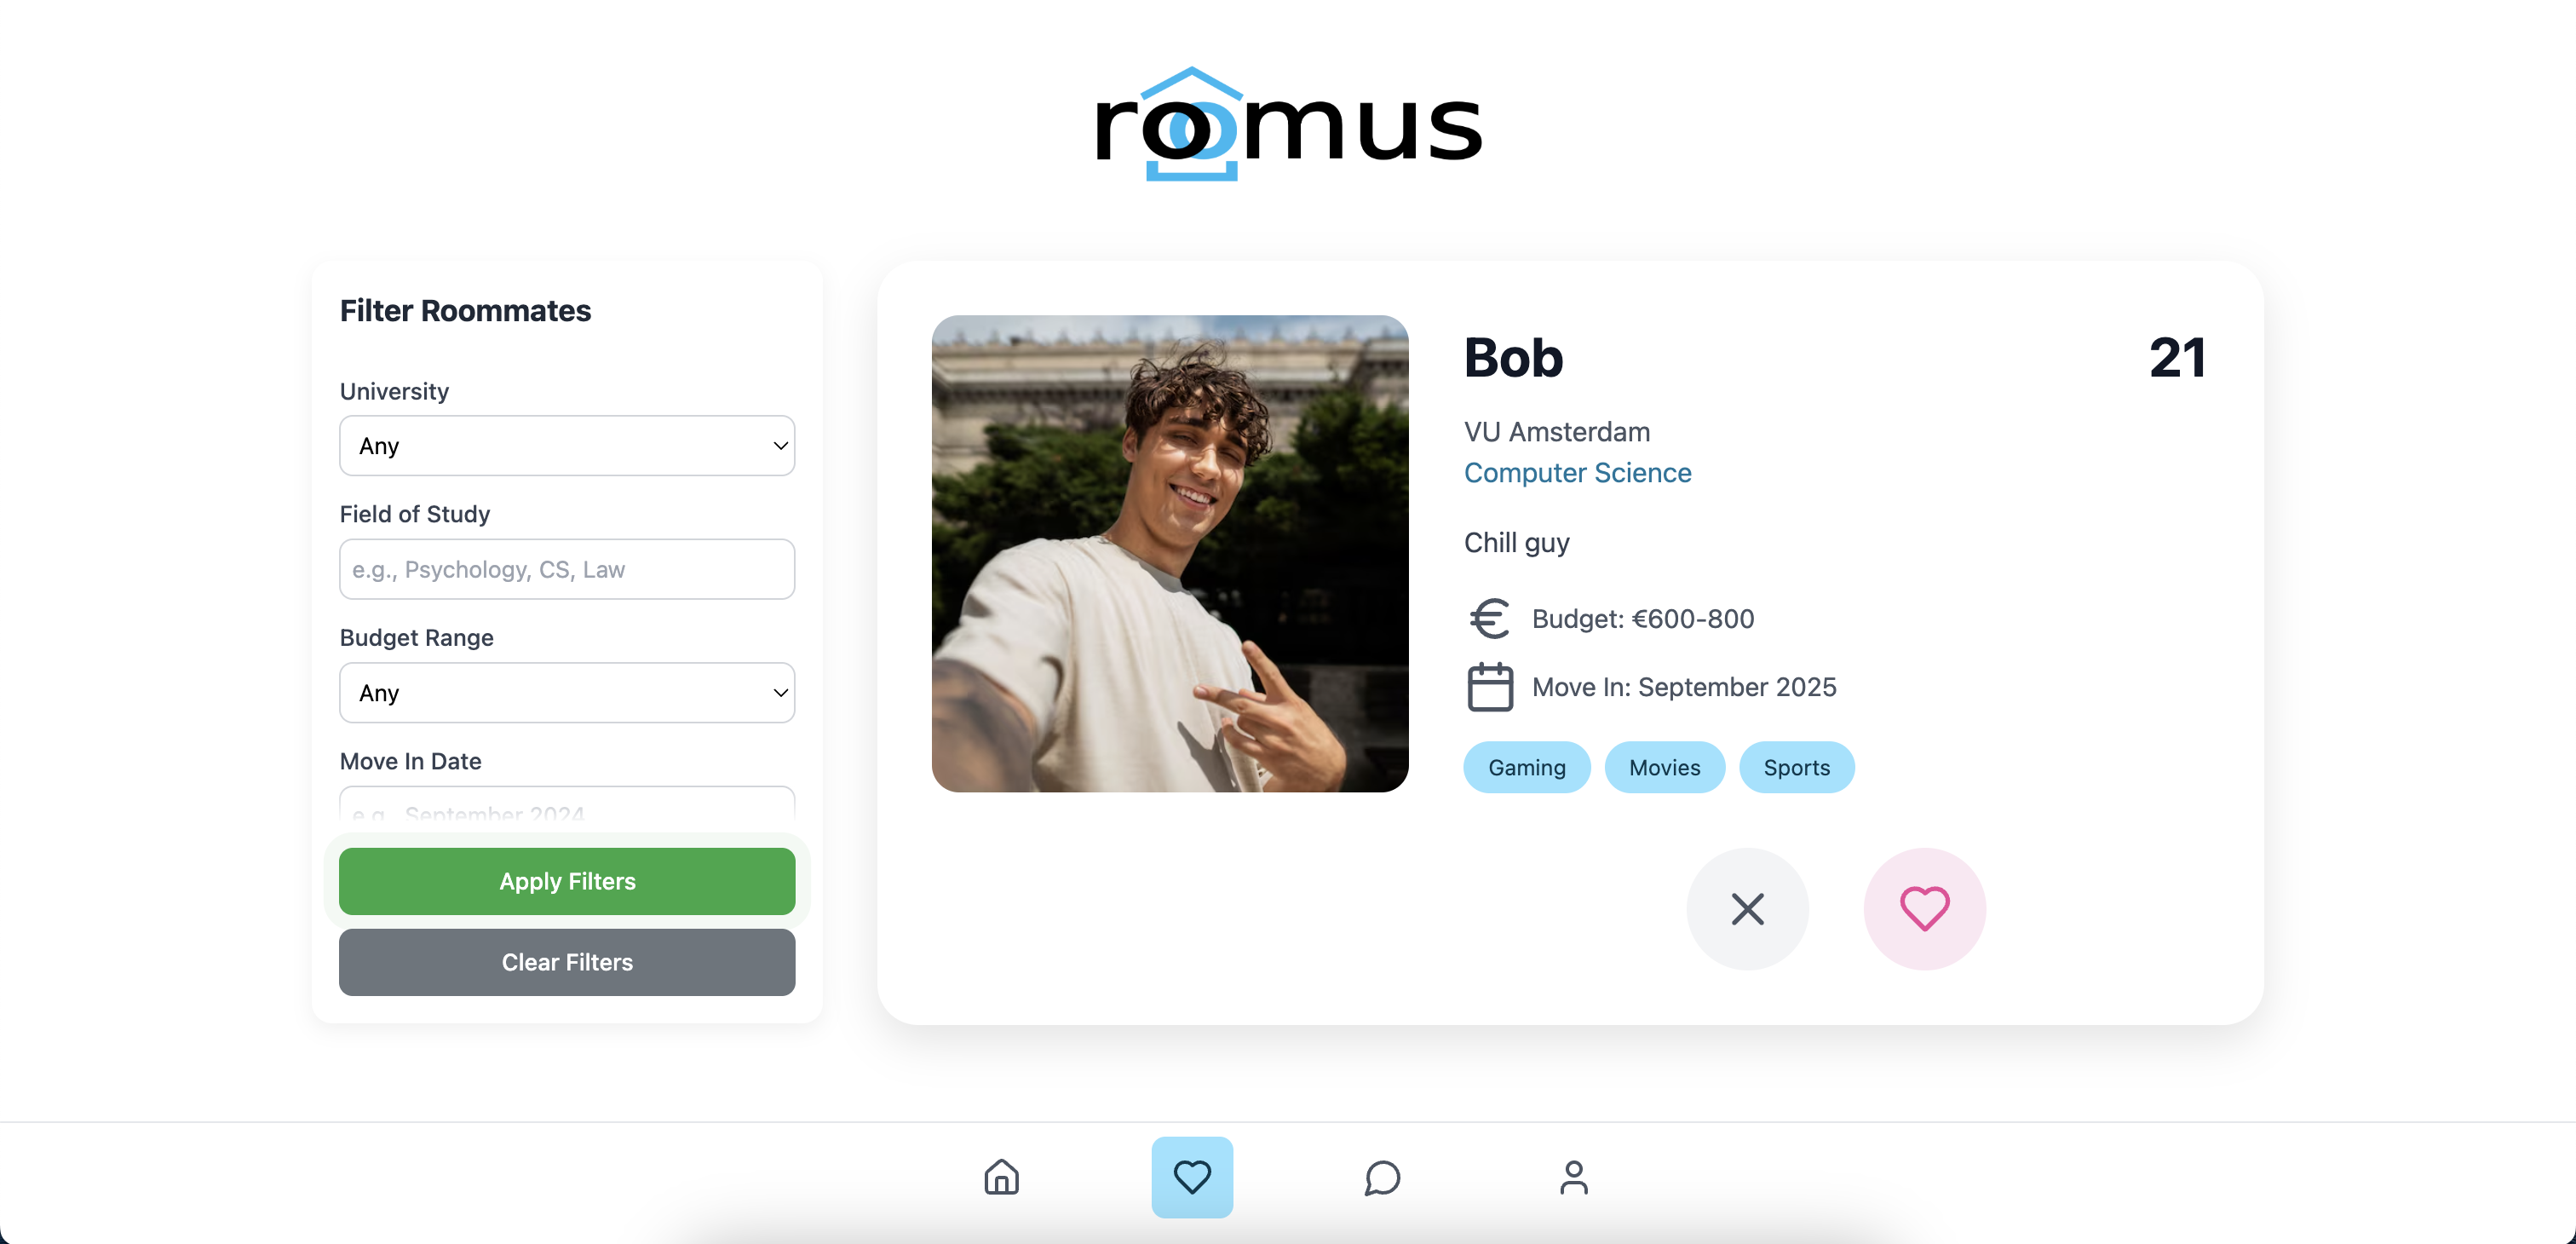 roomus
Filter Roommates
University
Any
Field of Study
e.g., Psychology, CS, Law
Budget Range
Any
Move In Date
e.g., September 2024
Apply Filters
Clear Filters
Bob
21
VU Amsterdam
Computer Science
Chill guy
€ Budget: €600-800
Move In: September 2025
Gaming Movies Sports